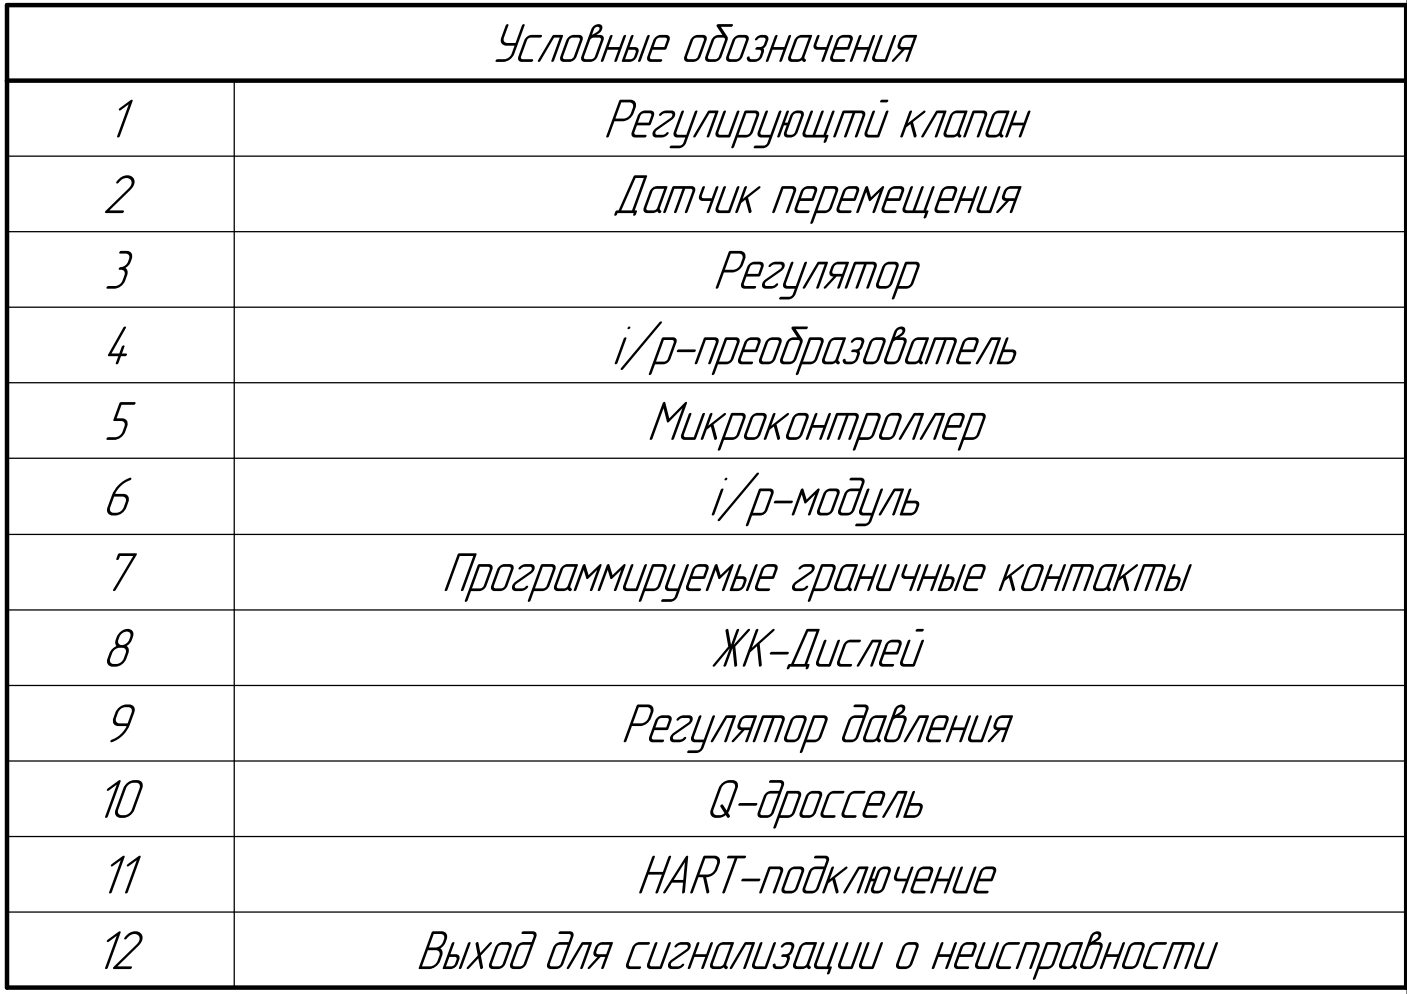 Условные обозначения
1 Регулирующтй клапан
2 Датчик перемещения
3 Регулятор
4 i/p-преобразователь
5 Микроконтроллер
6 i/p-модуль
7 Программируемые граничные контакты
8 ЖК-Дислей
9 Регулятор давления
10 Q-дроссель
11 HART-подключение
12 Выход для сигнализации о неисправности